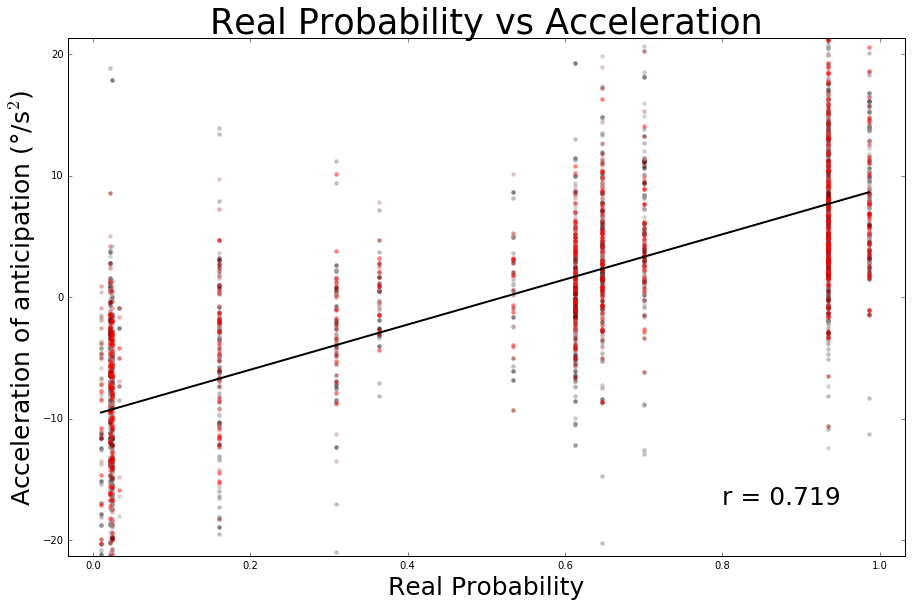 Real Probability vs Acceleration
Acceleration of anticipation (°/s²)
20
10
0
−10
−20
r = 0.719
0.0 0.2 0.4 0.6 0.8 1.0
Real Probability